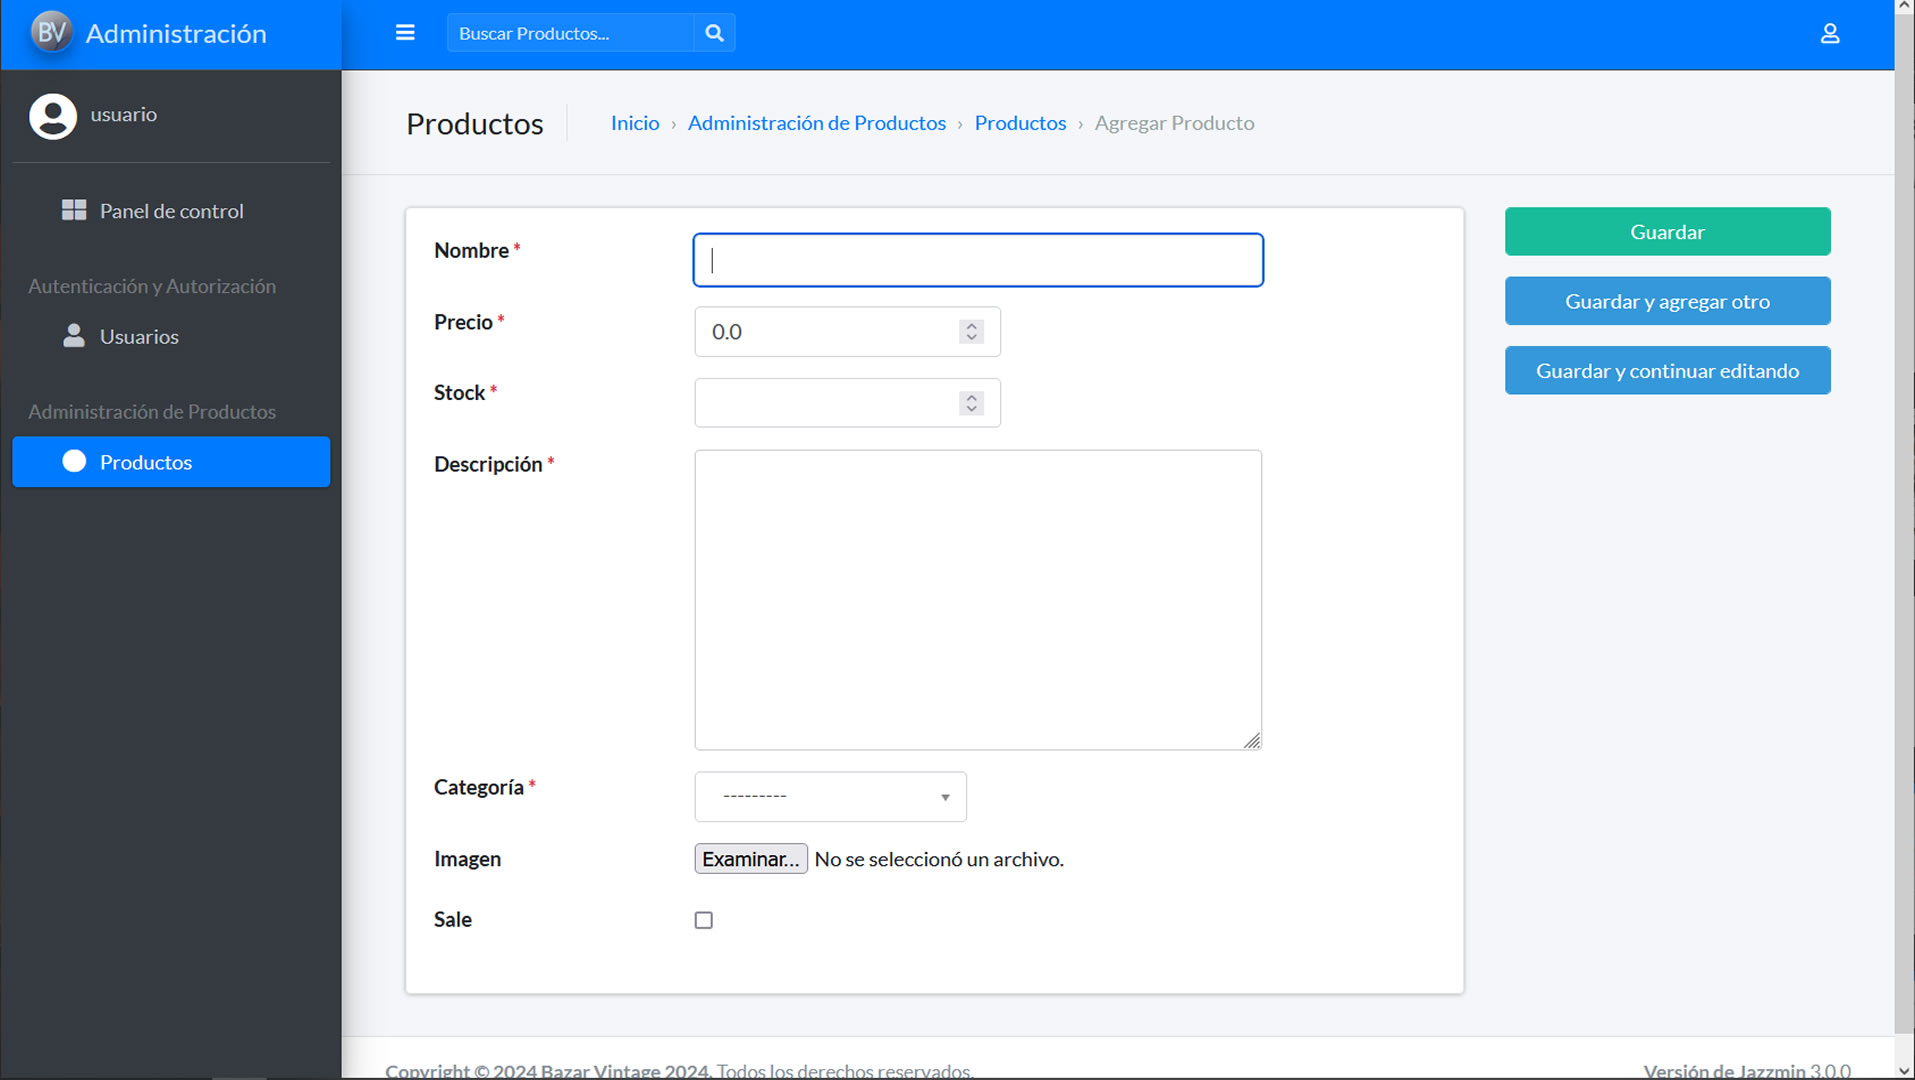 BV Administración
Buscar Productos...
usuario
Panel de control
Autenticación y Autorización
Usuarios
Administración de Productos
Productos
Productos
Inicio › Administración de Productos › Productos › Agregar Producto
Nombre *
Precio *
0.0
Stock *
Descripción *
Categoría *
---------
Imagen
Examinar... No se seleccionó un archivo.
Sale
Guardar
Guardar y agregar otro
Guardar y continuar editando
Copyright © 2024 Bazar Vintage 2024. Todos los derechos reservados.
Versión de Jazzmin 3.0.0